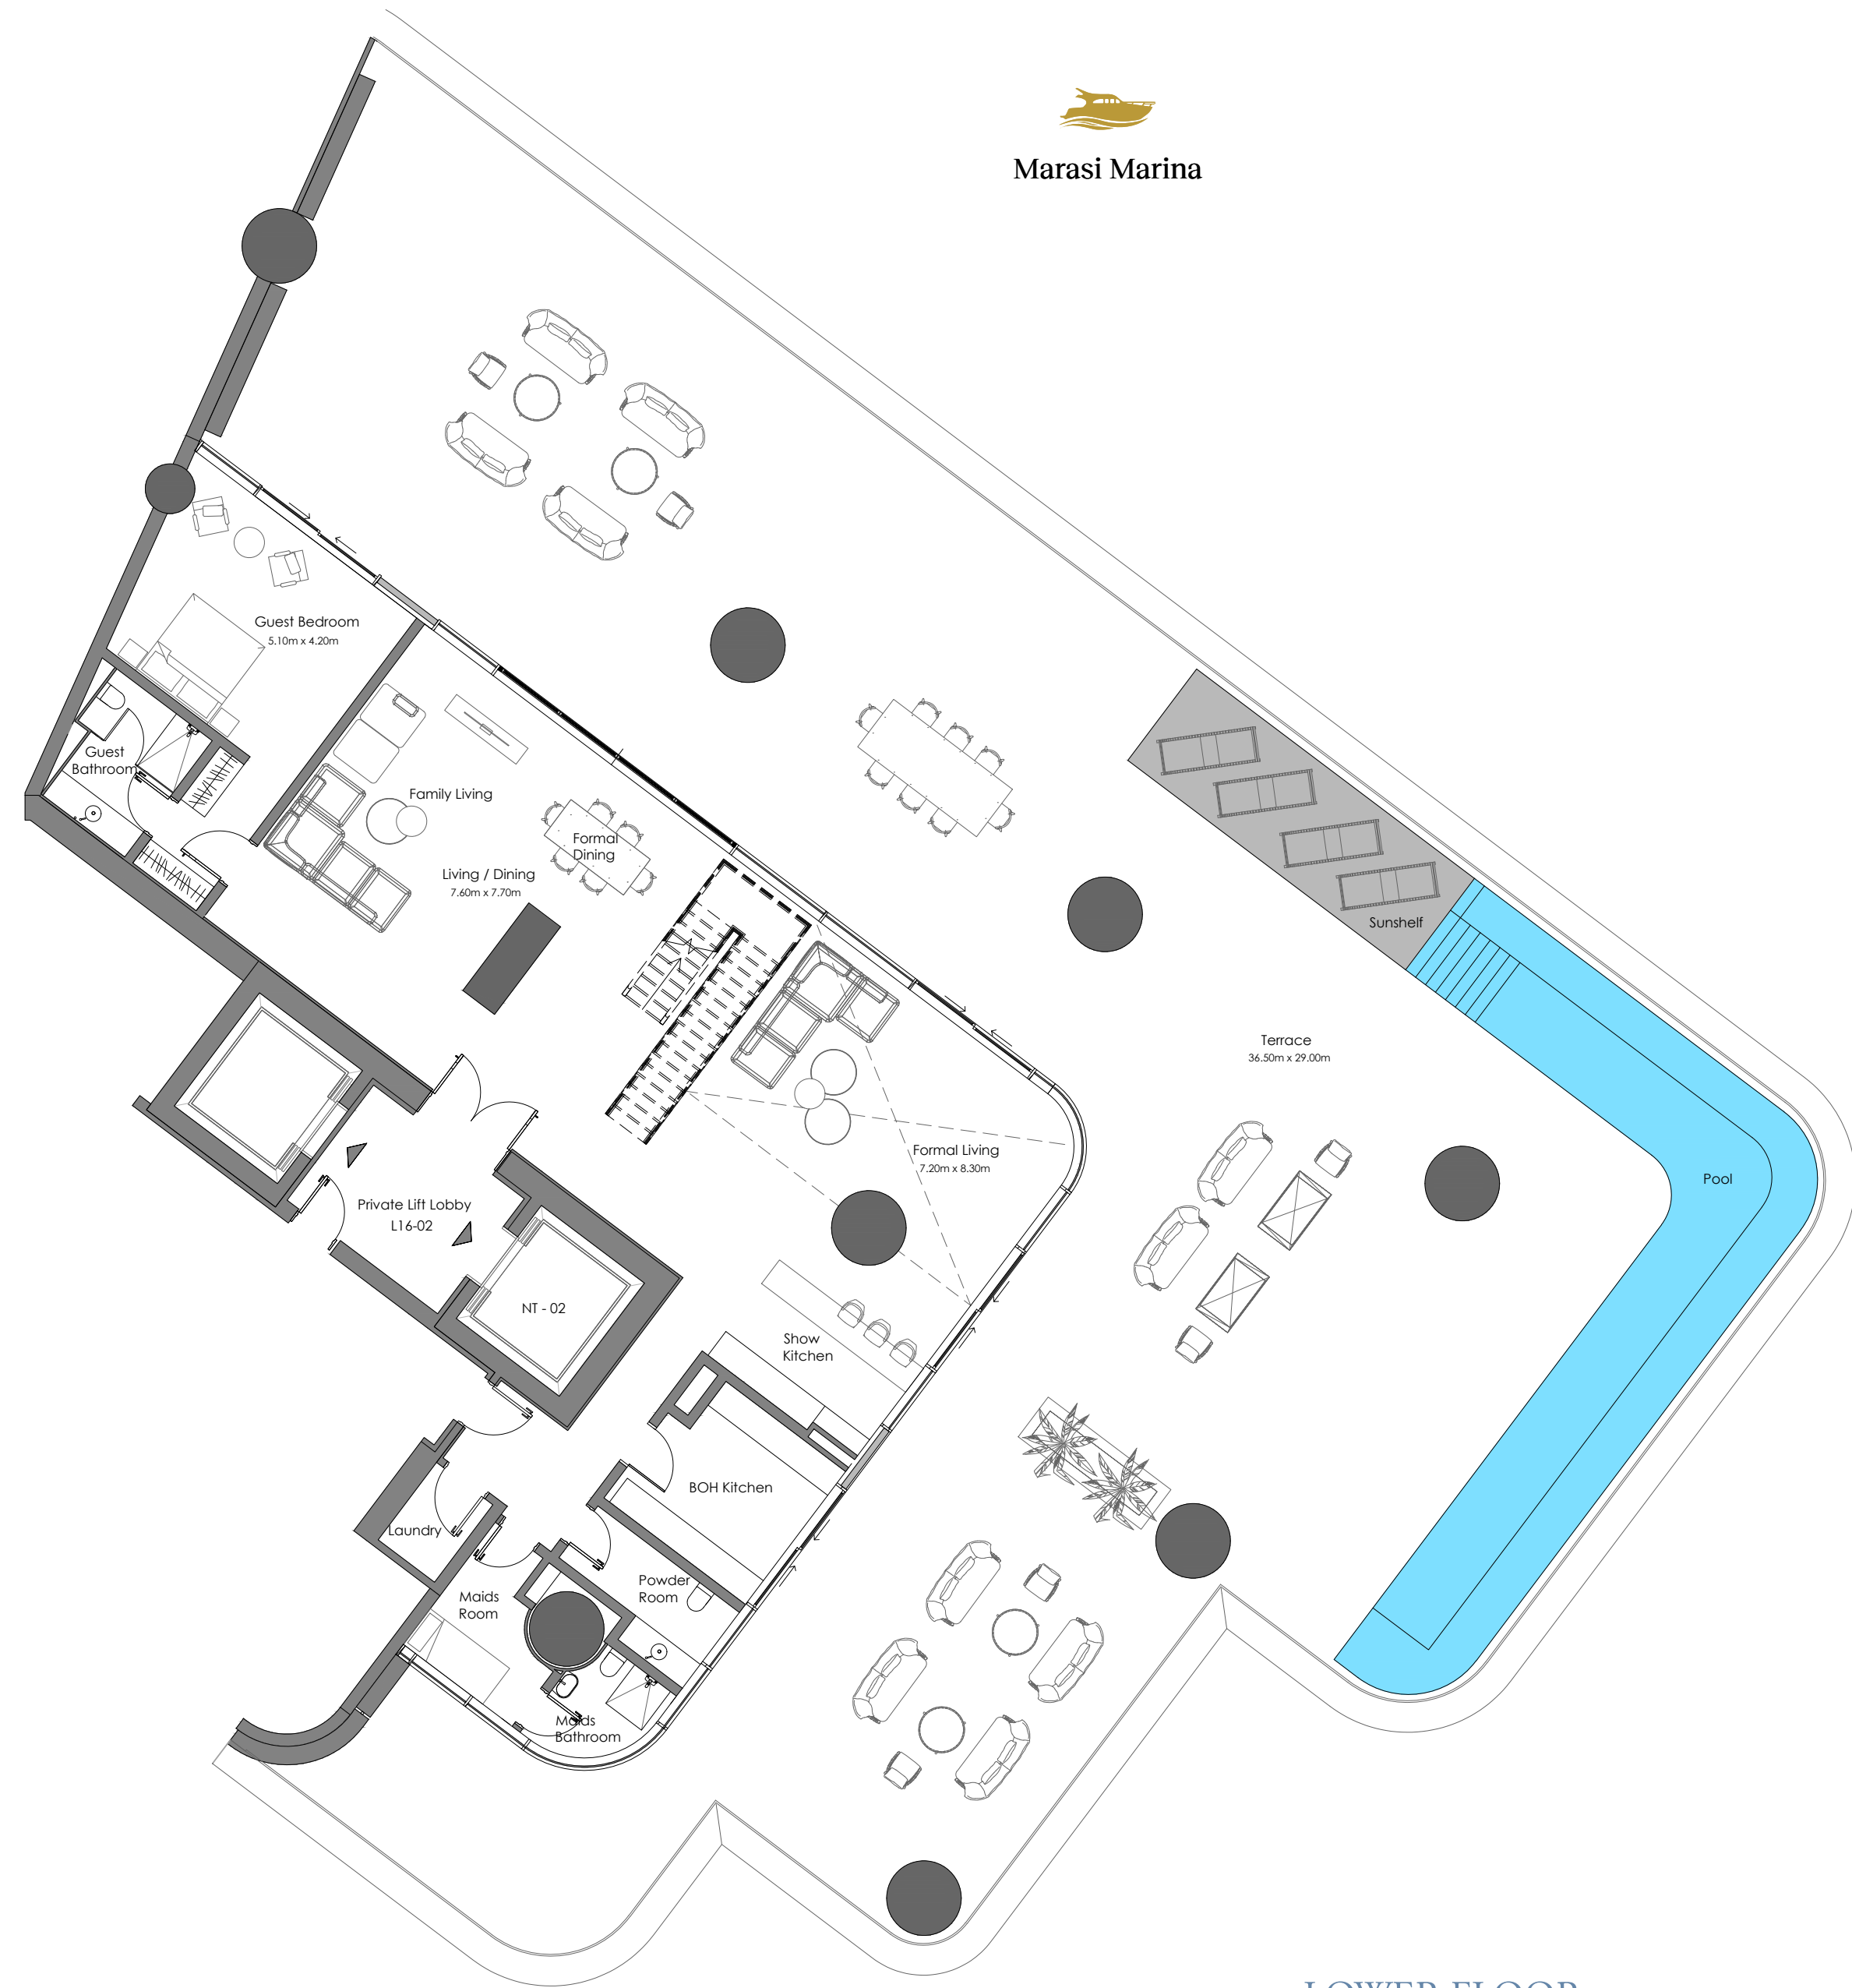 Marasi Marina
Guest Bedroom
5.10m x 4.20m
Guest
Bathroom
Family Living
Formal
Dining
Living / Dining
7.60m x 7.70m
Sunshelf
Terrace
36.50m x 29.00m
Formal Living
7.20m x 8.30m
Pool
Private Lift Lobby
L16-02
NT - 02
Show
Kitchen
BOH Kitchen
Laundry
Powder
Room
Maids
Room
Maids
Bathroom
LOWER FLOOR